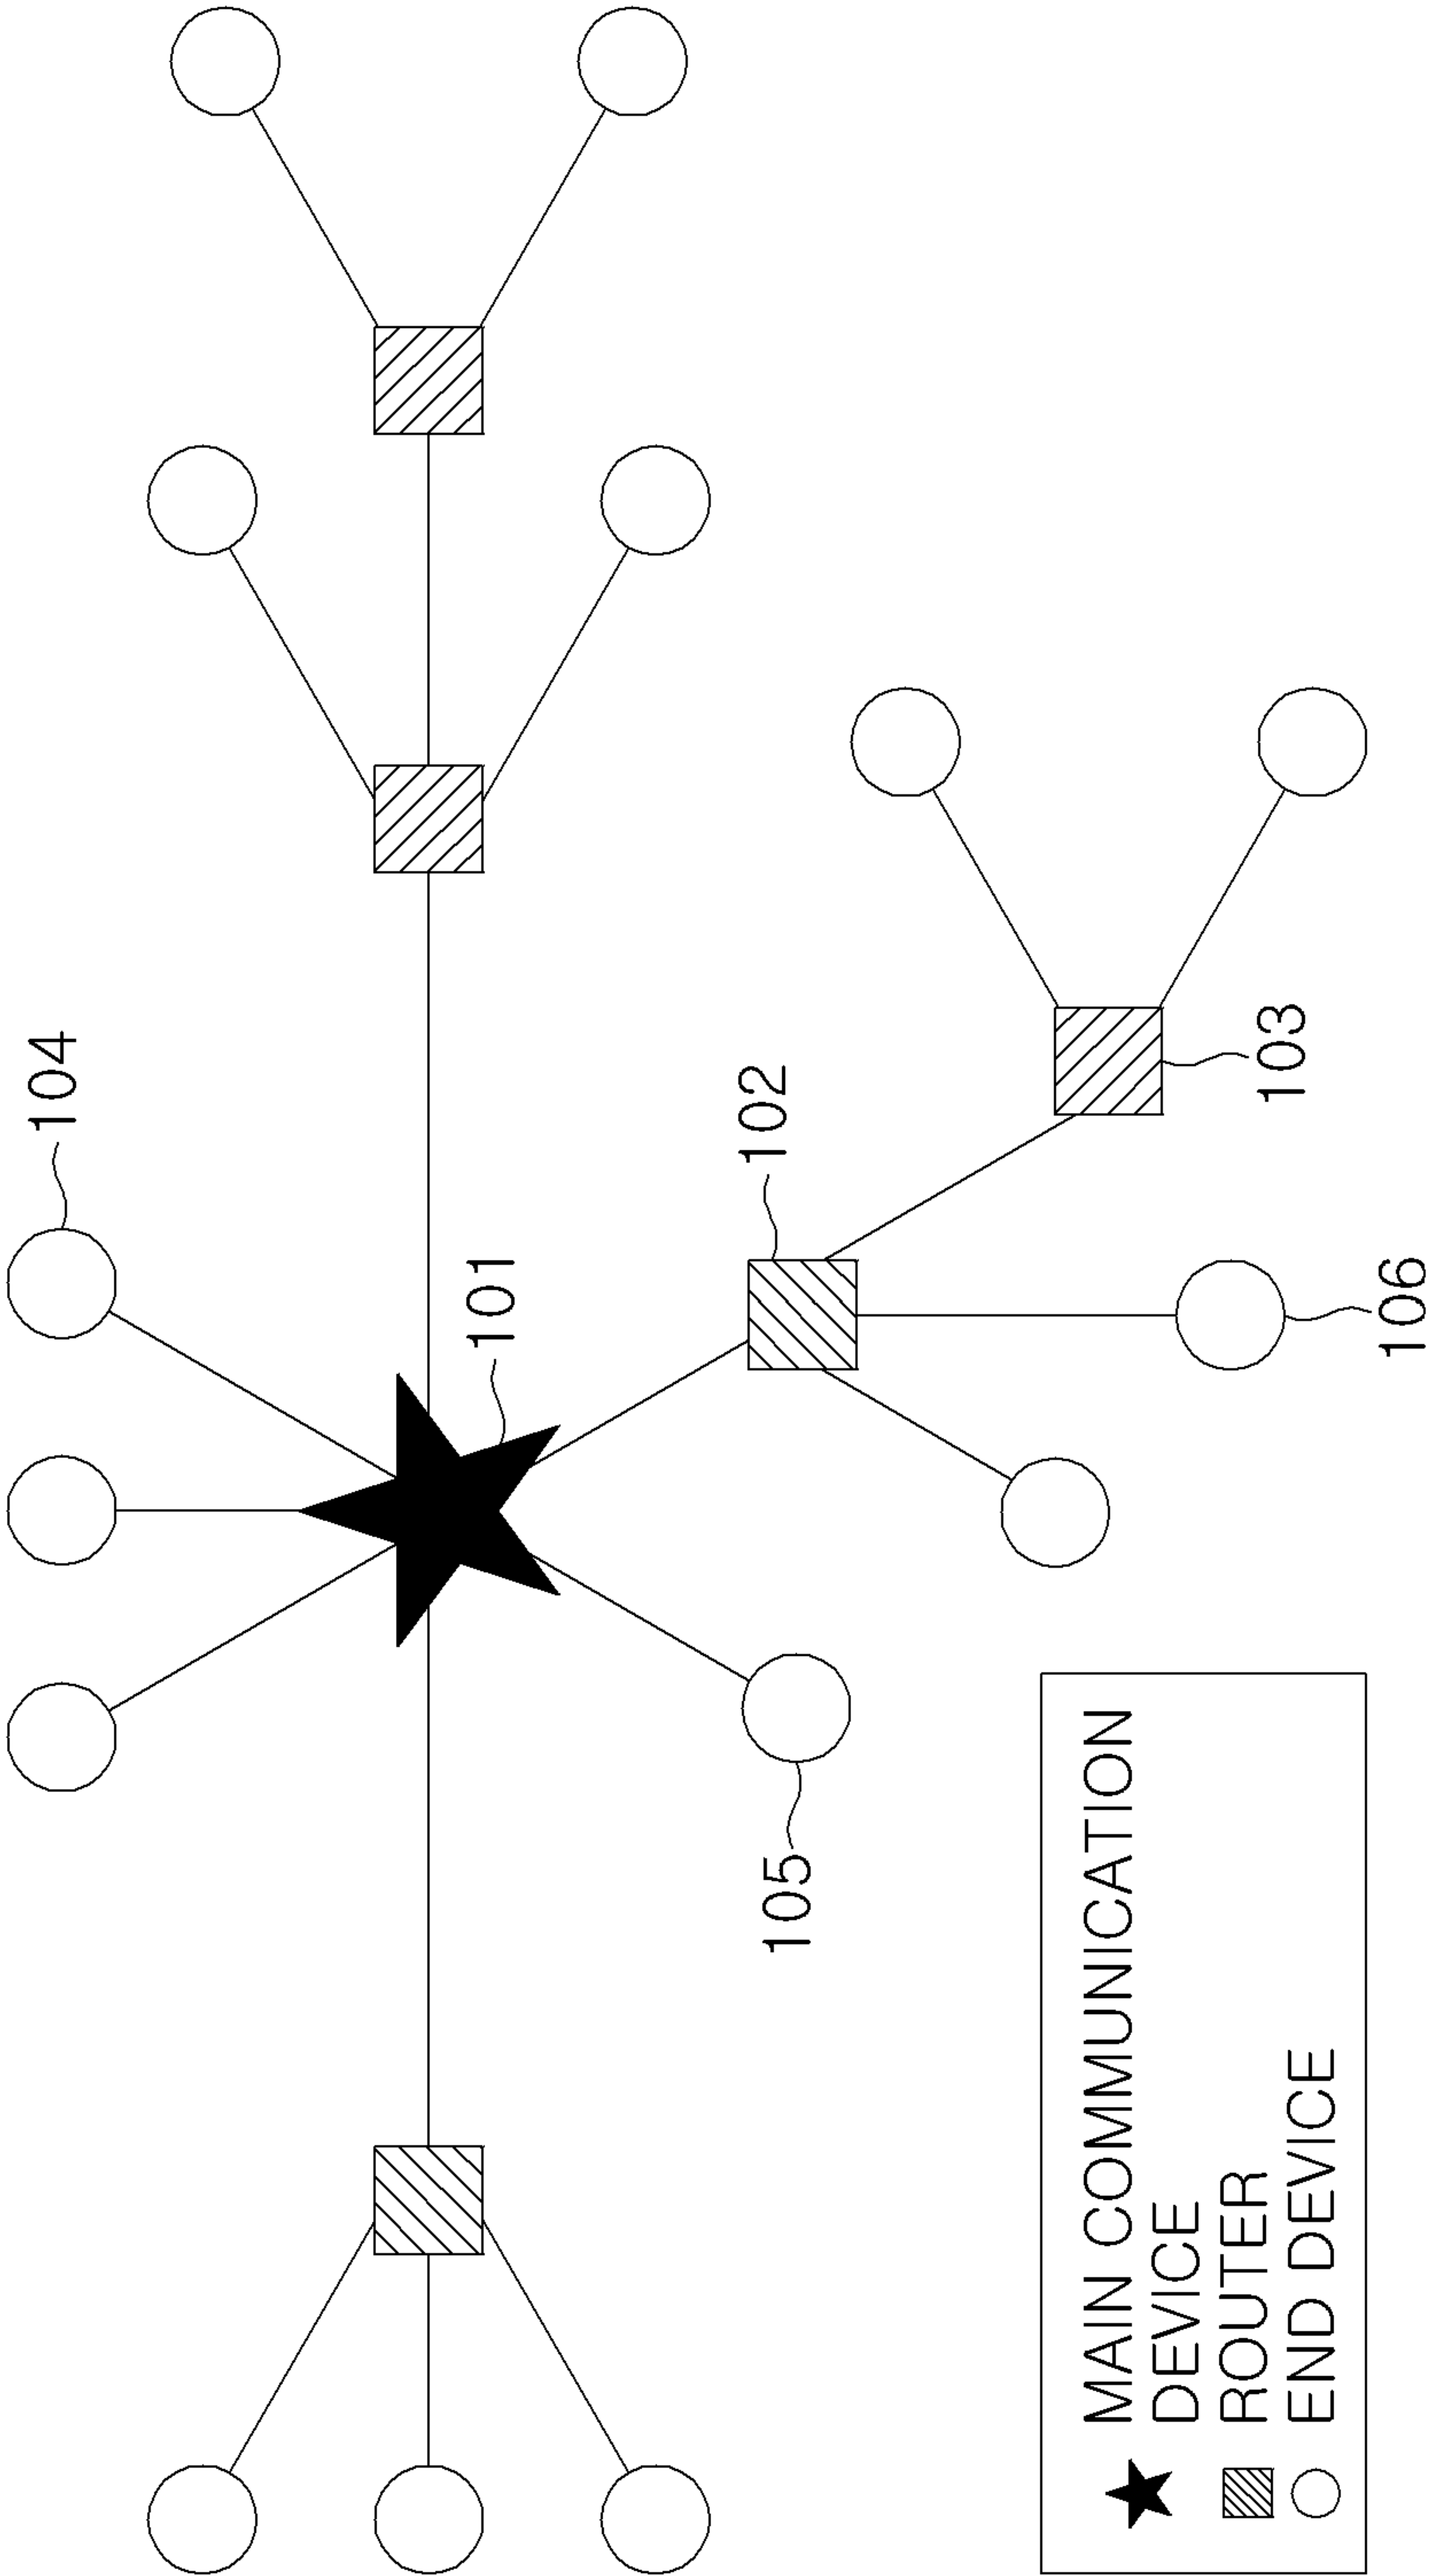 104
101
102
103
105
106
MAIN COMMUNICATION
DEVICE
ROUTER
END DEVICE